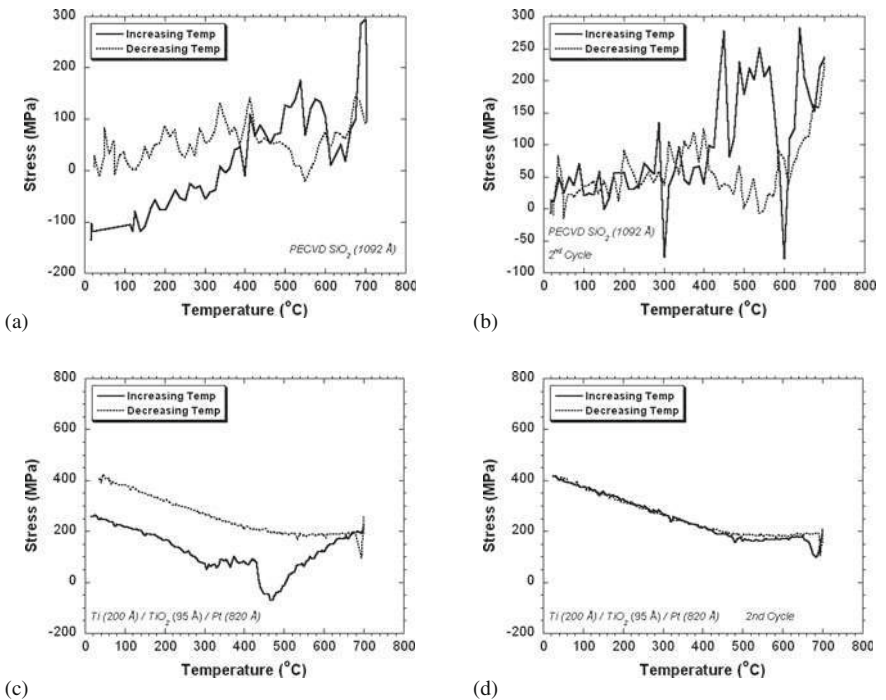 300
200
100
0
-100
-200
Stress (MPa)
Increasing Temp
Decreasing Temp
PECVD SiO2 (1092 Å)
0 100 200 300 400 500 600 700 800
Temperature (°C)
(a)
300
250
200
150
100
50
0
-50
-100
Stress (MPa)
Increasing Temp
Decreasing Temp
PECVD SiO2 (1092 Å)
2nd Cycle
0 100 200 300 400 500 600 700 800
Temperature (°C)
(b)
800
600
400
200
0
-200
Stress (MPa)
Increasing Temp
Decreasing Temp
Ti (200 Å) / TiO2 (95 Å) / Pt (820 Å)
0 100 200 300 400 500 600 700 800
Temperature (°C)
(c)
800
600
400
200
0
-200
Stress (MPa)
Increasing Temp
Decreasing Temp
Ti (200 Å) / TiO2 (95 Å) / Pt (820 Å) 2nd Cycle
0 100 200 300 400 500 600 700 800
Temperature (°C)
(d)